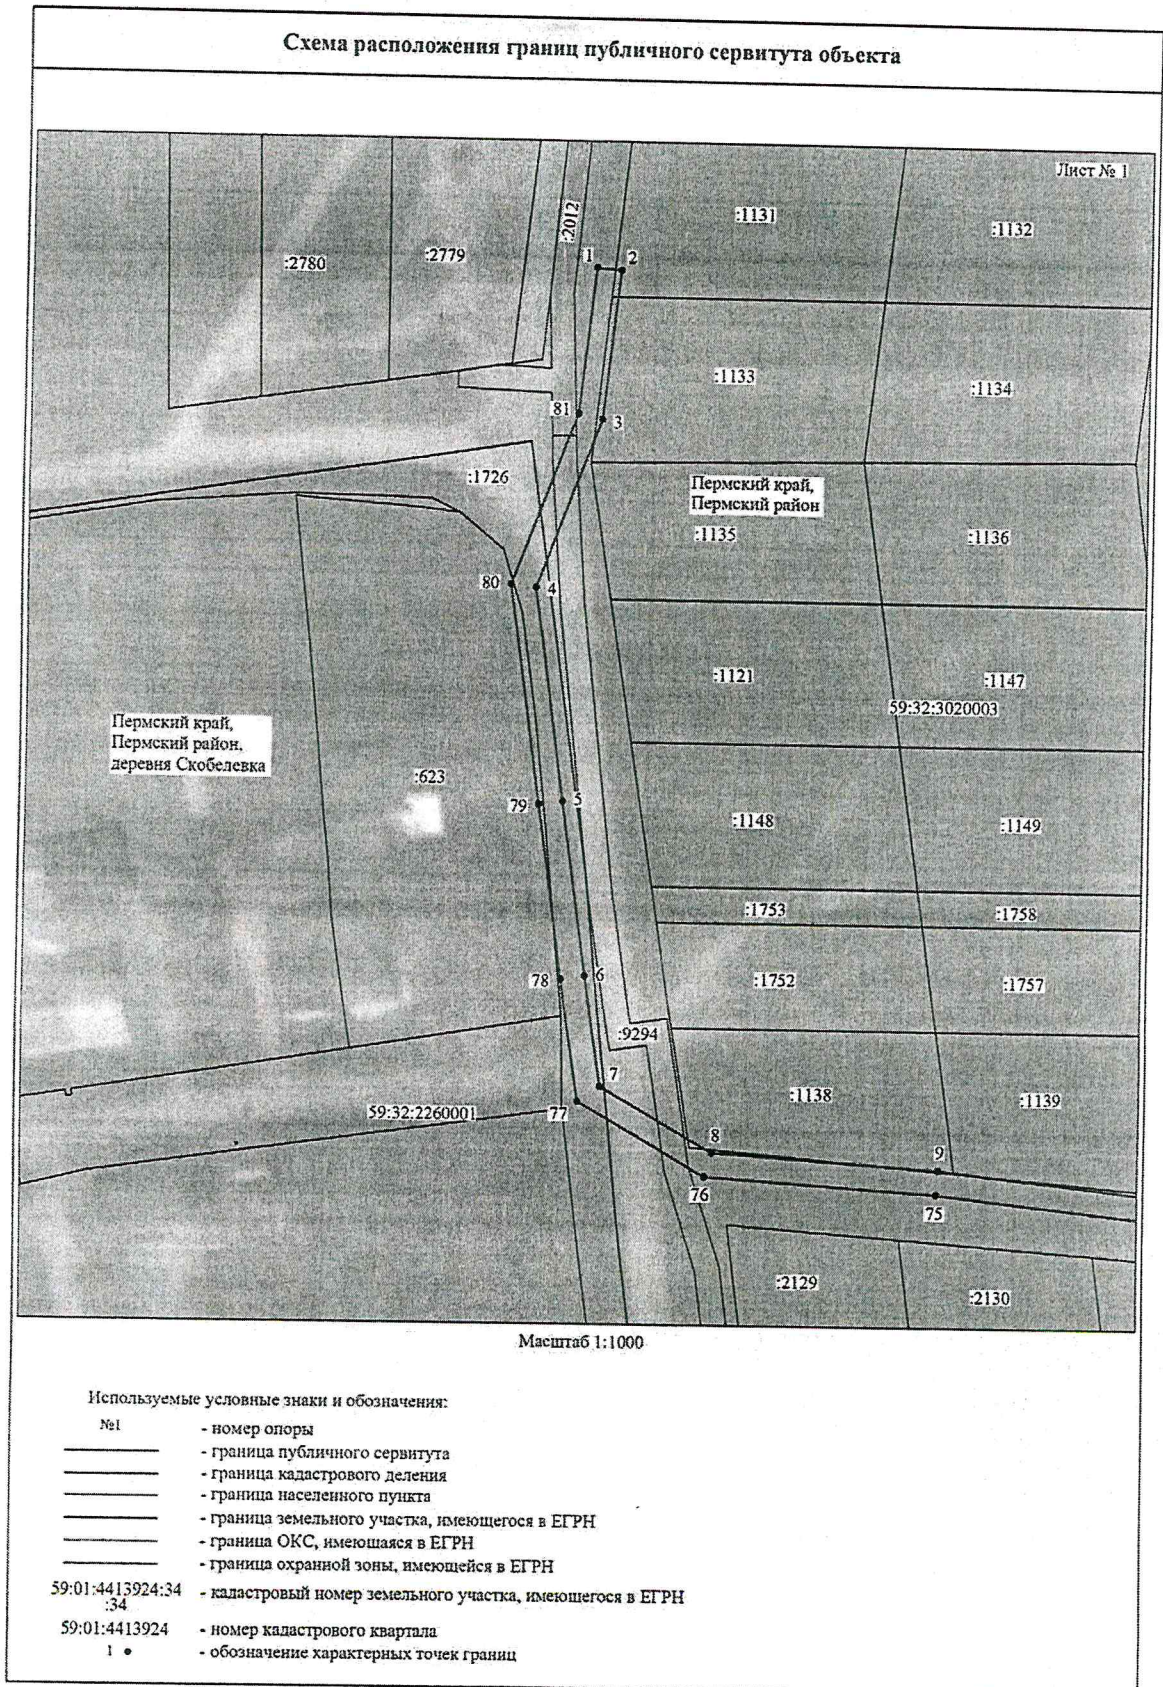 Схема расположения границ публичного сервитута объекта
Лист № 1
:2012
:1131
:1132
:2780
:2779
1
2
:1133
:1134
81
3
:1726
Пермский край,
Пермский район
:1135
:1136
80
4
:1121
:1147
59:32:3020003
Пермский край,
Пермский район,
деревня Скобелевка
:623
79
5
:1148
:1149
:1753
:1758
78
6
:1752
:1757
:9294
7
77
59:32:2260001
:1138
:1139
8
9
76
75
:2129
:2130
Масштаб 1:1000
Используемые условные знаки и обозначения:
№1 - номер опоры
- граница публичного сервитута
- граница кадастрового деления
- граница населенного пункта
- граница земельного участка, имеющегося в ЕГРН
- граница ОКС, имеющаяся в ЕГРН
- граница охранной зоны, имеющейся в ЕГРН
59:01:4413924:34 - кадастровый номер земельного участка, имеющегося в ЕГРН
:34
59:01:4413924 - номер кадастрового квартала
1 • - обозначение характерных точек границ